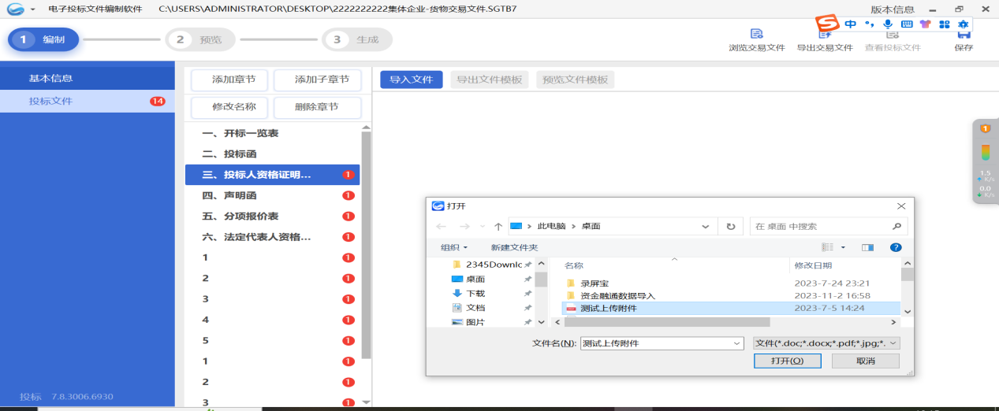 电子投标文件编制软件 C:\USERS\ADMINISTRATOR\DESKTOP\2222222222集体企业-货物交易文件.SGTB7 版本信息
1 编制 2 预览 3 生成
中
浏览交易文件 导出交易文件 查看投标文件 保存
基本信息
投标文件 14
添加章节 添加子章节
修改名称 删除章节
导入文件 导出文件模板 预览文件模板
一、开标一览表
二、投标函
三、投标人资格证明... 1
四、声明函 1
五、分项报价表 1
六、法定代表人资格... 1
1 1
2 1
3 1
4 1
5 1
1 1
2 1
3 1
投标 7.8.3006.6930
打开
此电脑 > 桌面
在 桌面 中搜索
组织 新建文件夹
2345Downlc
桌面
下载
文档
图片
名称 修改日期
录屏宝 2023-7-24 23:21
资金融通数据导入 2023-11-2 16:58
测试上传附件 2023-7-5 14:24
文件名(N): 测试上传附件 文件(*.doc;*.docx;*.pdf;*.jpg;*.
打开(O) 取消
1
1.5
K/s
0.0
K/s